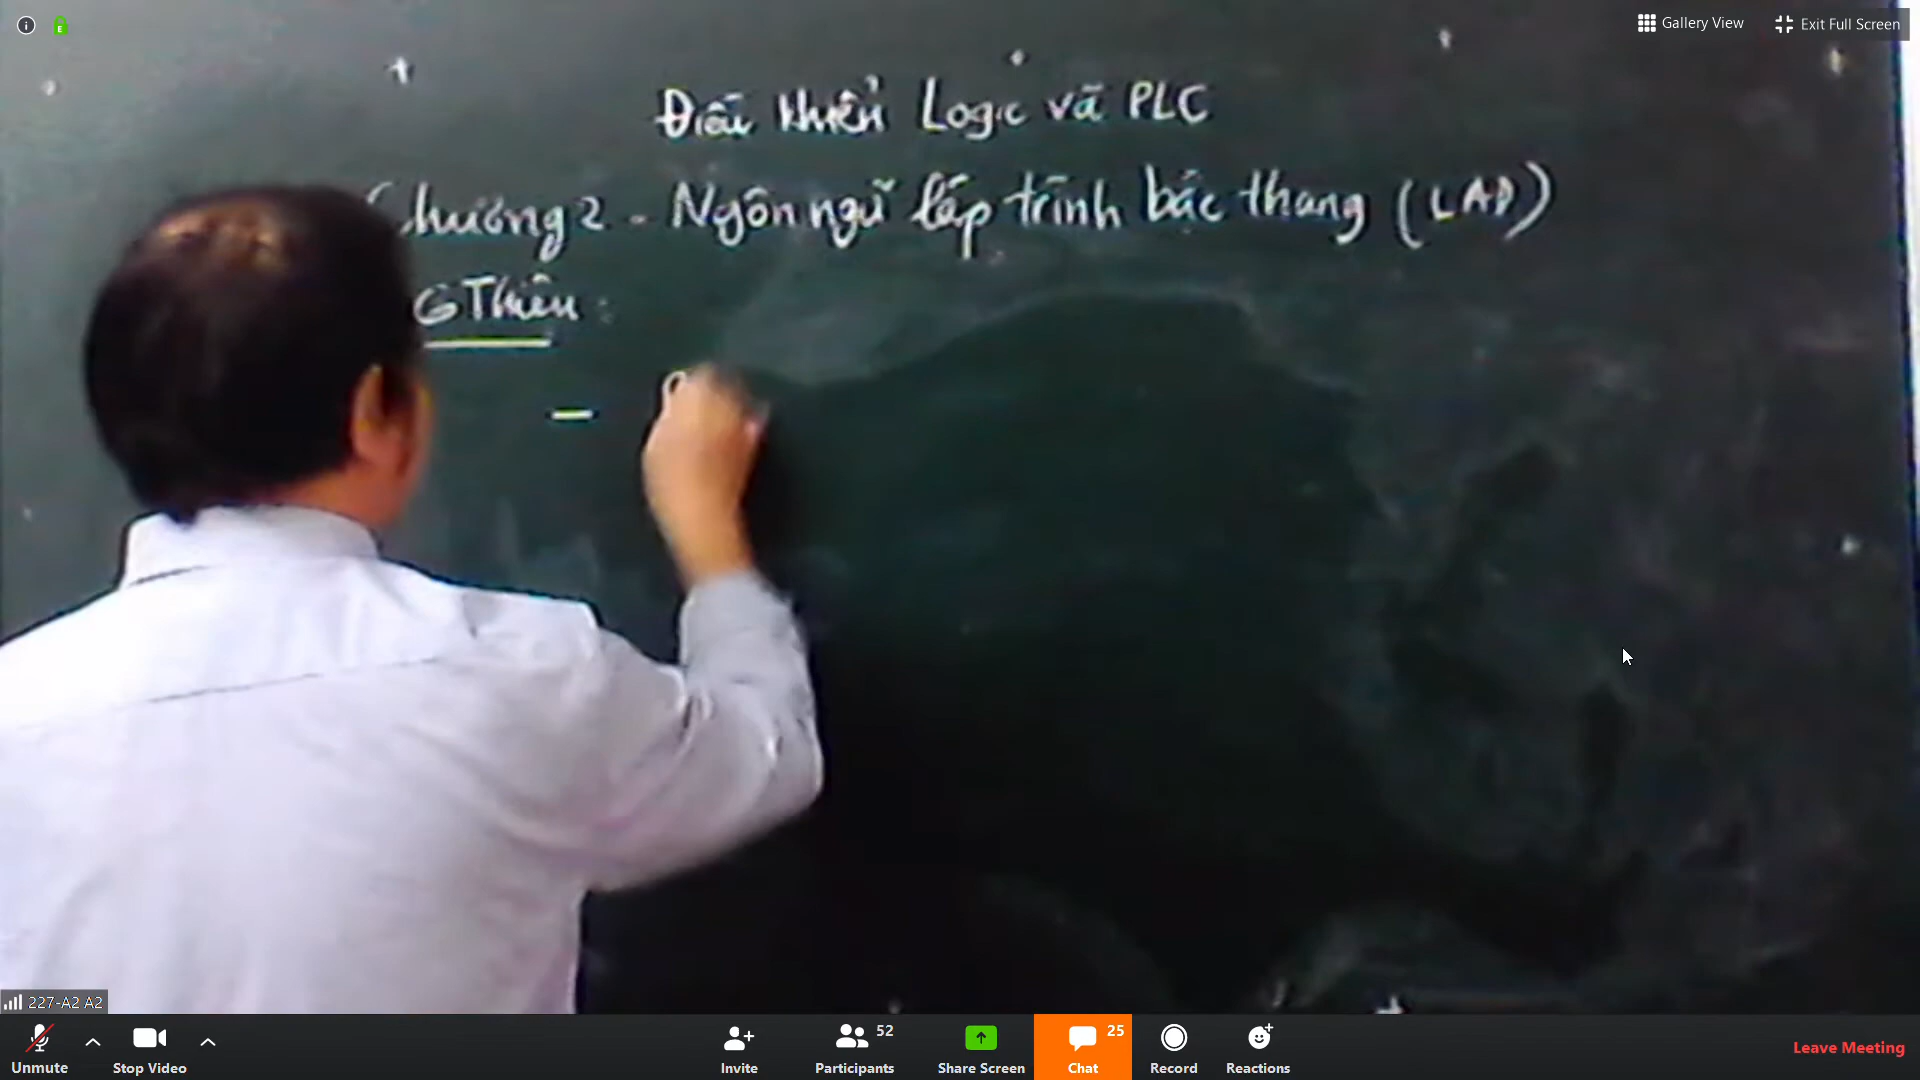 Gallery View
Exit Full Screen
Điều khiển Logic và PLC
Chương 2 - Ngôn ngữ lập trình bậc thang (LAD)
GThiệu :
-
227-A2 A2
Unmute
Stop Video
Invite
Participants 52
Share Screen
Chat 25
Record
Reactions
Leave Meeting